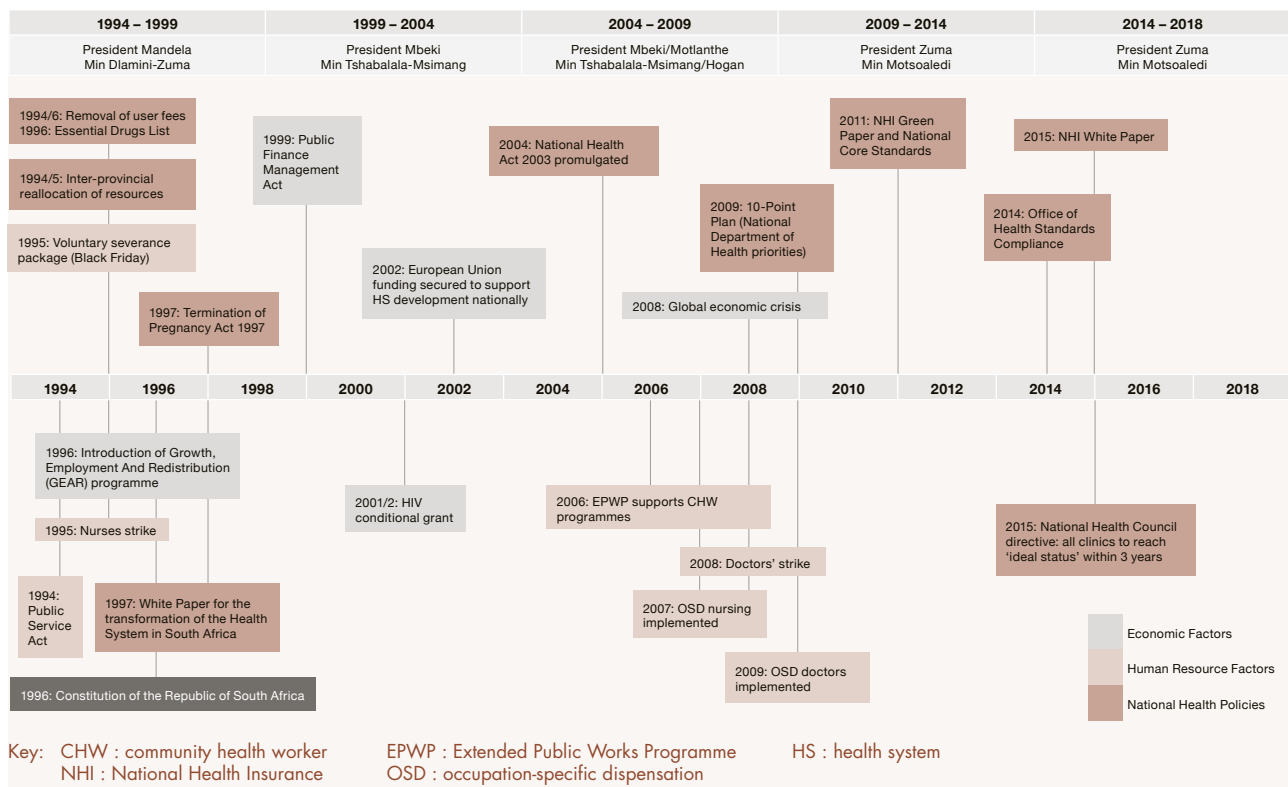 1994 – 1999
1999 – 2004
2004 – 2009
2009 – 2014
2014 – 2018
President Mandela
Min Dlamini-Zuma
President Mbeki
Min Tshabalala-Msimang
President Mbeki/Motlanthe
Min Tshabalala-Msimang/Hogan
President Zuma
Min Motsoaledi
President Zuma
Min Motsoaledi
1994/6: Removal of user fees
1996: Essential Drugs List
1994/5: Inter-provincial
reallocation of resources
1995: Voluntary severance
package (Black Friday)
1997: Termination of
Pregnancy Act 1997
1999: Public
Finance
Management
Act
2002: European Union
funding secured to support
HS development nationally
2004: National Health
Act 2003 promulgated
2009: 10-Point
Plan (National
Department of
Health priorities)
2008: Global economic crisis
2011: NHI Green
Paper and National
Core Standards
2015: NHI White Paper
2014: Office of
Health Standards
Compliance
1994
1996
1998
2000
2002
2004
2006
2008
2010
2012
2014
2016
2018
1996: Introduction of Growth,
Employment And Redistribution
(GEAR) programme
1995: Nurses strike
1994:
Public
Service
Act
1997: White Paper for the
transformation of the Health
System in South Africa
1996: Constitution of the Republic of South Africa
2001/2: HIV
conditional grant
2006: EPWP supports CHW
programmes
2008: Doctors’ strike
2007: OSD nursing
implemented
2009: OSD doctors
implemented
2015: National Health Council
directive: all clinics to reach
‘ideal status’ within 3 years
Economic Factors
Human Resource Factors
National Health Policies
Key: CHW : community health worker
EPWP : Extended Public Works Programme
HS : health system
NHI : National Health Insurance
OSD : occupation-specific dispensation